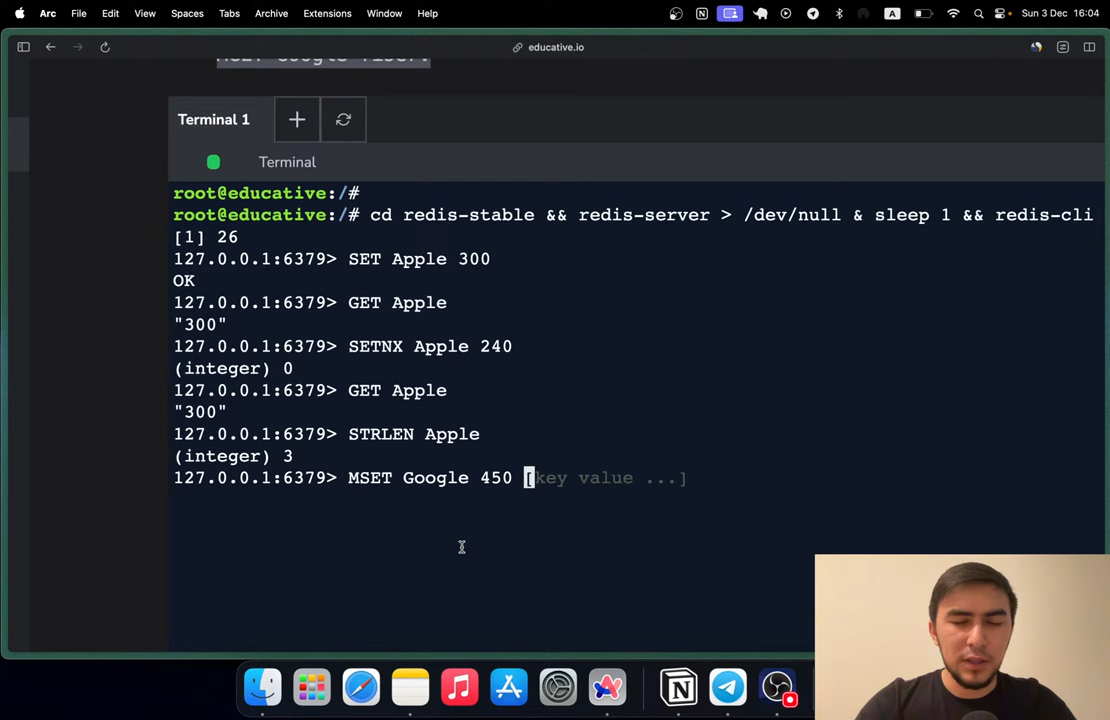 Arc File Edit View Spaces Tabs Archive Extensions Window Help A Sun 3 Dec 16:04
educative.io
Terminal 1
Terminal
root@educative:/#
root@educative:/# cd redis-stable && redis-server > /dev/null & sleep 1 && redis-cli
[1] 26
127.0.0.1:6379> SET Apple 300
OK
127.0.0.1:6379> GET Apple
"300"
127.0.0.1:6379> SETNX Apple 240
(integer) 0
127.0.0.1:6379> GET Apple
"300"
127.0.0.1:6379> STRLEN Apple
(integer) 3
127.0.0.1:6379> MSET Google 450 [key value ...]